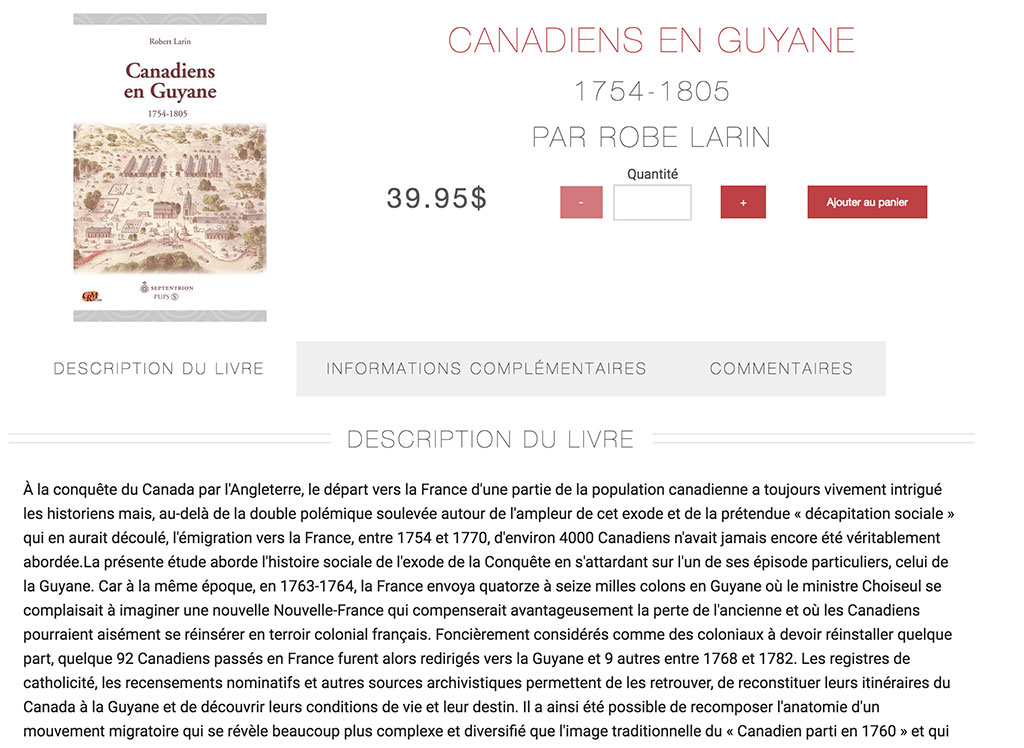 Robert Larin
Canadiens
en Guyane
1754-1805
SEPTENTRION
PUPS
CANADIENS EN GUYANE
1754-1805
PAR ROBE LARIN
Quantité
39.95$
-
+
Ajouter au panier
DESCRIPTION DU LIVRE
INFORMATIONS COMPLÉMENTAIRES
COMMENTAIRES
DESCRIPTION DU LIVRE
À la conquête du Canada par l'Angleterre, le départ vers la France d'une partie de la population canadienne a toujours vivement intrigué
les historiens mais, au-delà de la double polémique soulevée autour de l'ampleur de cet exode et de la prétendue « décapitation sociale »
qui en aurait découlé, l'émigration vers la France, entre 1754 et 1770, d'environ 4000 Canadiens n'avait jamais encore été véritablement
abordée.La présente étude aborde l'histoire sociale de l'exode de la Conquête en s'attardant sur l'un de ses épisode particuliers, celui de
la Guyane. Car à la même époque, en 1763-1764, la France envoya quatorze à seize milles colons en Guyane où le ministre Choiseul se
complaisait à imaginer une nouvelle Nouvelle-France qui compenserait avantageusement la perte de l'ancienne et où les Canadiens
pourraient aisément se réinsérer en terroir colonial français. Foncièrement considérés comme des coloniaux à devoir réinstaller quelque
part, quelque 92 Canadiens passés en France furent alors redirigés vers la Guyane et 9 autres entre 1768 et 1782. Les registres de
catholicité, les recensements nominatifs et autres sources archivistiques permettent de les retrouver, de reconstituer leurs itinéraires du
Canada à la Guyane et de découvrir leurs conditions de vie et leur destin. Il a ainsi été possible de recomposer l'anatomie d'un
mouvement migratoire qui se révèle beaucoup plus complexe et diversifié que l'image traditionnelle du « Canadien parti en 1760 » et qui